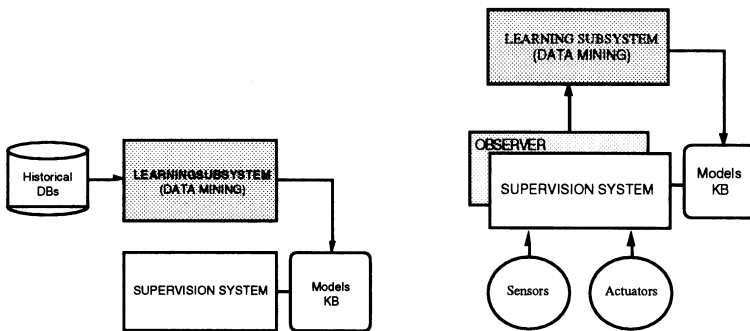 Historical
DBs
LEARNINGSUBSYSTEM
(DATA MINING)
SUPERVISION SYSTEM
Models
KB
LEARNING SUBSYSTEM
(DATA MINING)
OBSERVER
SUPERVISION SYSTEM
Models
KB
Sensors
Actuators